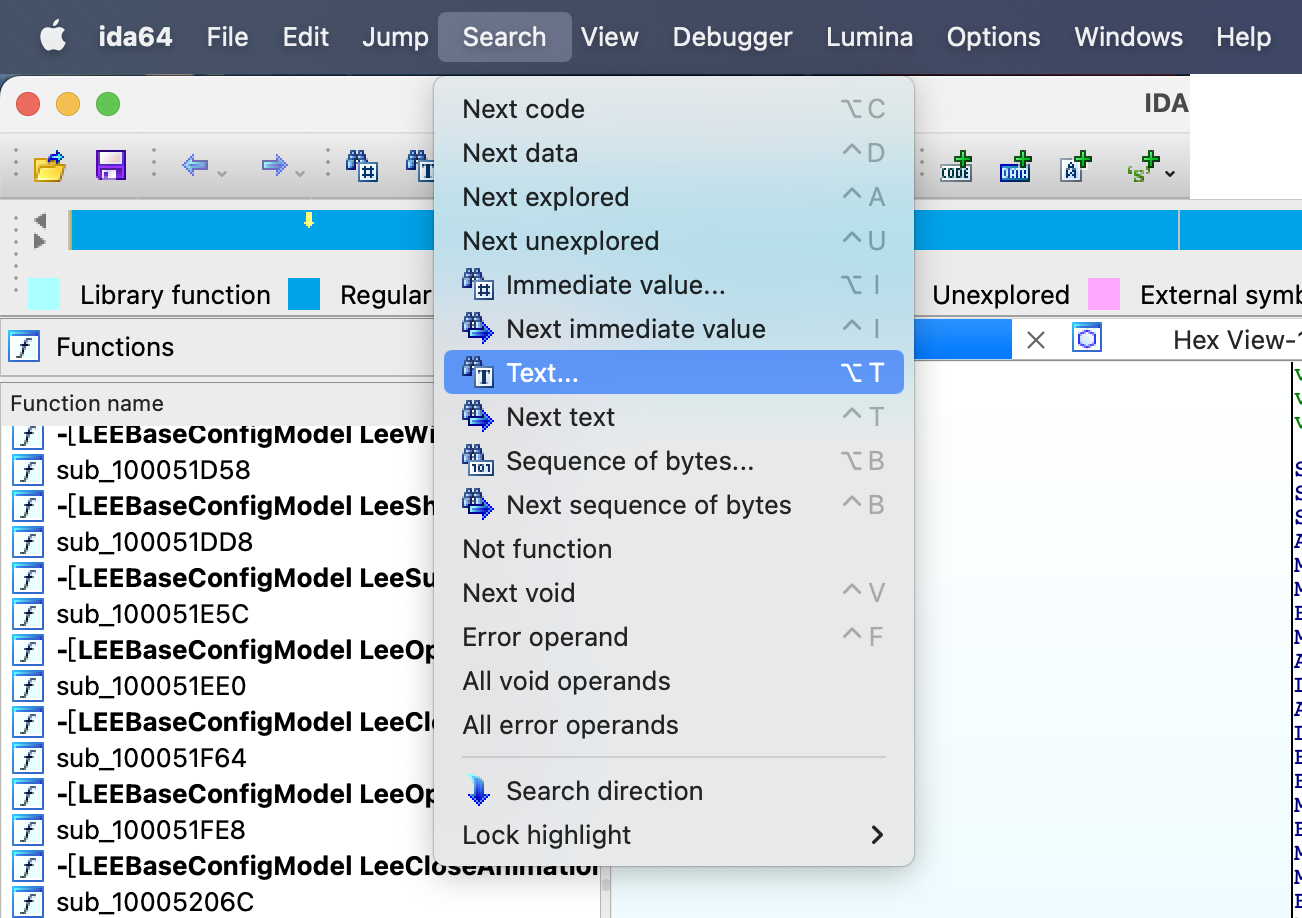 ida64 File Edit Jump Search View Debugger Lumina Options Windows Help
IDA
Next code ⌥ C
Next data ^ D
Next explored ^ A
Next unexplored ^ U
Immediate value... ⌥ I
Next immediate value ^ I
Text... ⌥ T
Next text ^ T
Sequence of bytes... ⌥ B
Next sequence of bytes ^ B
Not function
Next void ^ V
Error operand ^ F
All void operands
All error operands
Search direction
Lock highlight
Library function Regular Unexplored External symb
Functions
Hex View-1
Function name
-[LEEBaseConfigModel LeeWi
sub_100051D58
-[LEEBaseConfigModel LeeSh
sub_100051DD8
-[LEEBaseConfigModel LeeSu
sub_100051E5C
-[LEEBaseConfigModel LeeOp
sub_100051EE0
-[LEEBaseConfigModel LeeClo
sub_100051F64
-[LEEBaseConfigModel LeeOp
sub_100051FE8
-[LEEBaseConfigModel LeeCloseAnimation
sub_10005206C